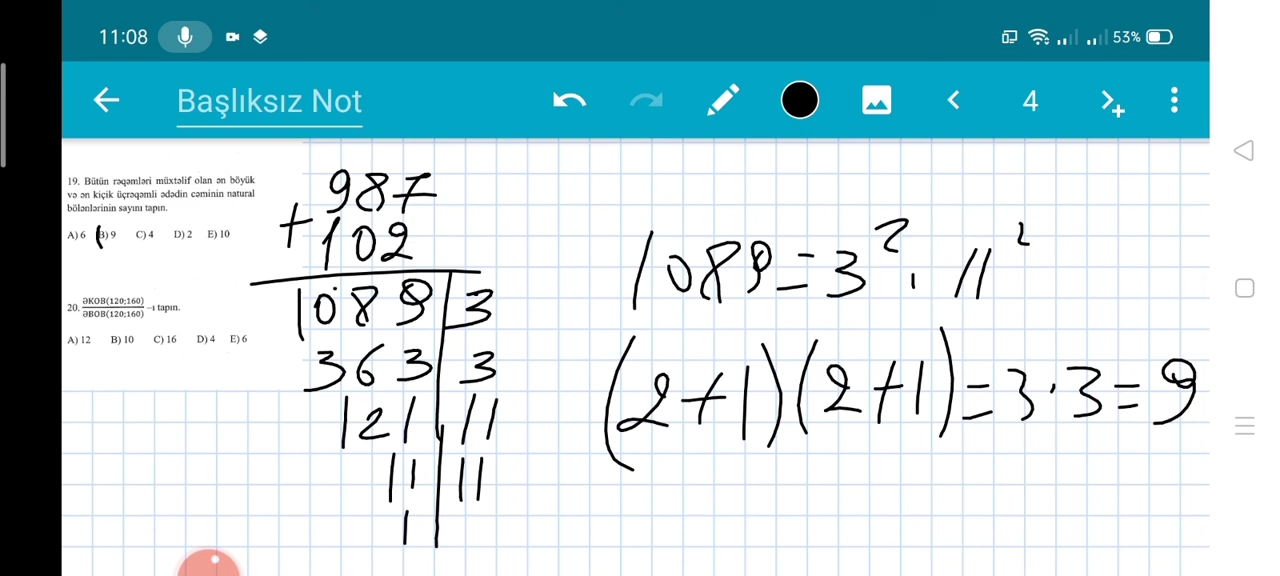 11:08
53%
Başlıksız Not
4
19. Bütün rəqəmləri müxtəlif olan ən böyük
və ən kiçik üçrəqəmli ədədin cəminin natural
bölənlərinin sayını tapın.
A) 6 B) 9 C) 4 D) 2 E) 10
20. ƏKOB(120;160)/ƏBOB(120;160) -ı tapın.
A) 12 B) 10 C) 16 D) 4 E) 6
987
+ 102
1089 | 3
363 | 3
121 | 11
11 | 11
1 |
1089 = 3² · 11²
(2+1)(2+1) = 3·3 = 9